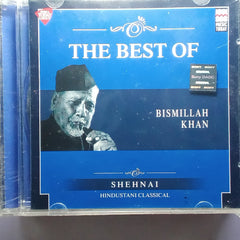 THE BEST OF
BISMILLAH
KHAN
SHEHNAI
HINDUSTANI CLASSICAL